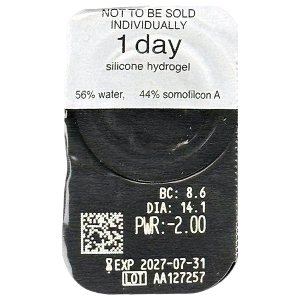 NOT TO BE SOLD
INDIVIDUALLY
1 day
silicone hydrogel
56% water, 44% somofilcon A
BC: 8.6
DIA: 14.1
PWR:-2.00
EXP 2027-07-31
LOT AA127257